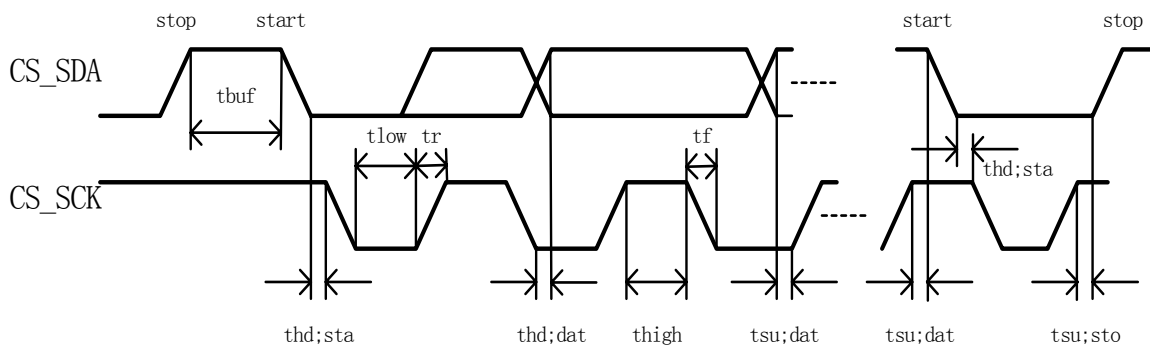 stop start start stop
CS_SDA
tbuf
tlow tr tf
thd;sta
CS_SCK
thd;sta thd;dat thigh tsu;dat tsu;dat tsu;sto